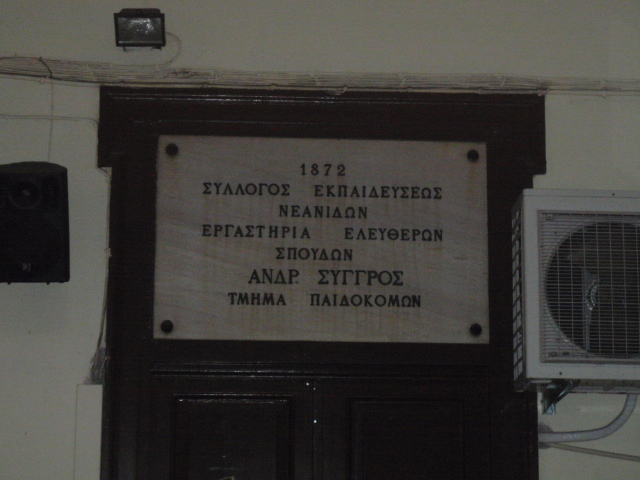 1872
ΣΥΛΛΟΓΟΣ ΕΚΠΑΙΔΕΥΣΕΩΣ
ΝΕΑΝΙΔΩΝ
ΕΡΓΑΣΤΗΡΙΑ ΕΛΕΥΘΕΡΩΝ
ΣΠΟΥΔΩΝ
ΑΝΔΡ. ΣΥΓΓΡΟΣ
ΤΜΗΜΑ ΠΑΙΔΟΚΟΜΩΝ